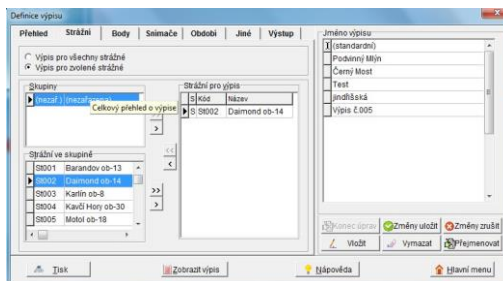 Definice výpisu
Přehled Strážní Body Snímače Období Jiné Výstup
Výpis pro všechny strážné
Výpis pro zvolené strážné
Skupiny
(nezař.) (nezařazeno)
Celkový přehled o výpise
>
Strážní ve skupině
St001 Barandov ob-13
St002 Daimond ob-14
St003 Karlín ob-8
St004 Kavčí Hory ob-30
St005 Motol ob-18
<<
<
>>
>
Strážní pro výpis
S Kód Název
S St002 Daimond ob-14
Jméno výpisu
(standardní)
Podvinný Mlýn
Černý Most
Test
jindřišská
Výpis č.005
Konec úprav Změny uložit Změny zrušit
Vložit Vymazat Přejmenovat
Tisk Zobrazit výpis Nápověda Hlavní menu